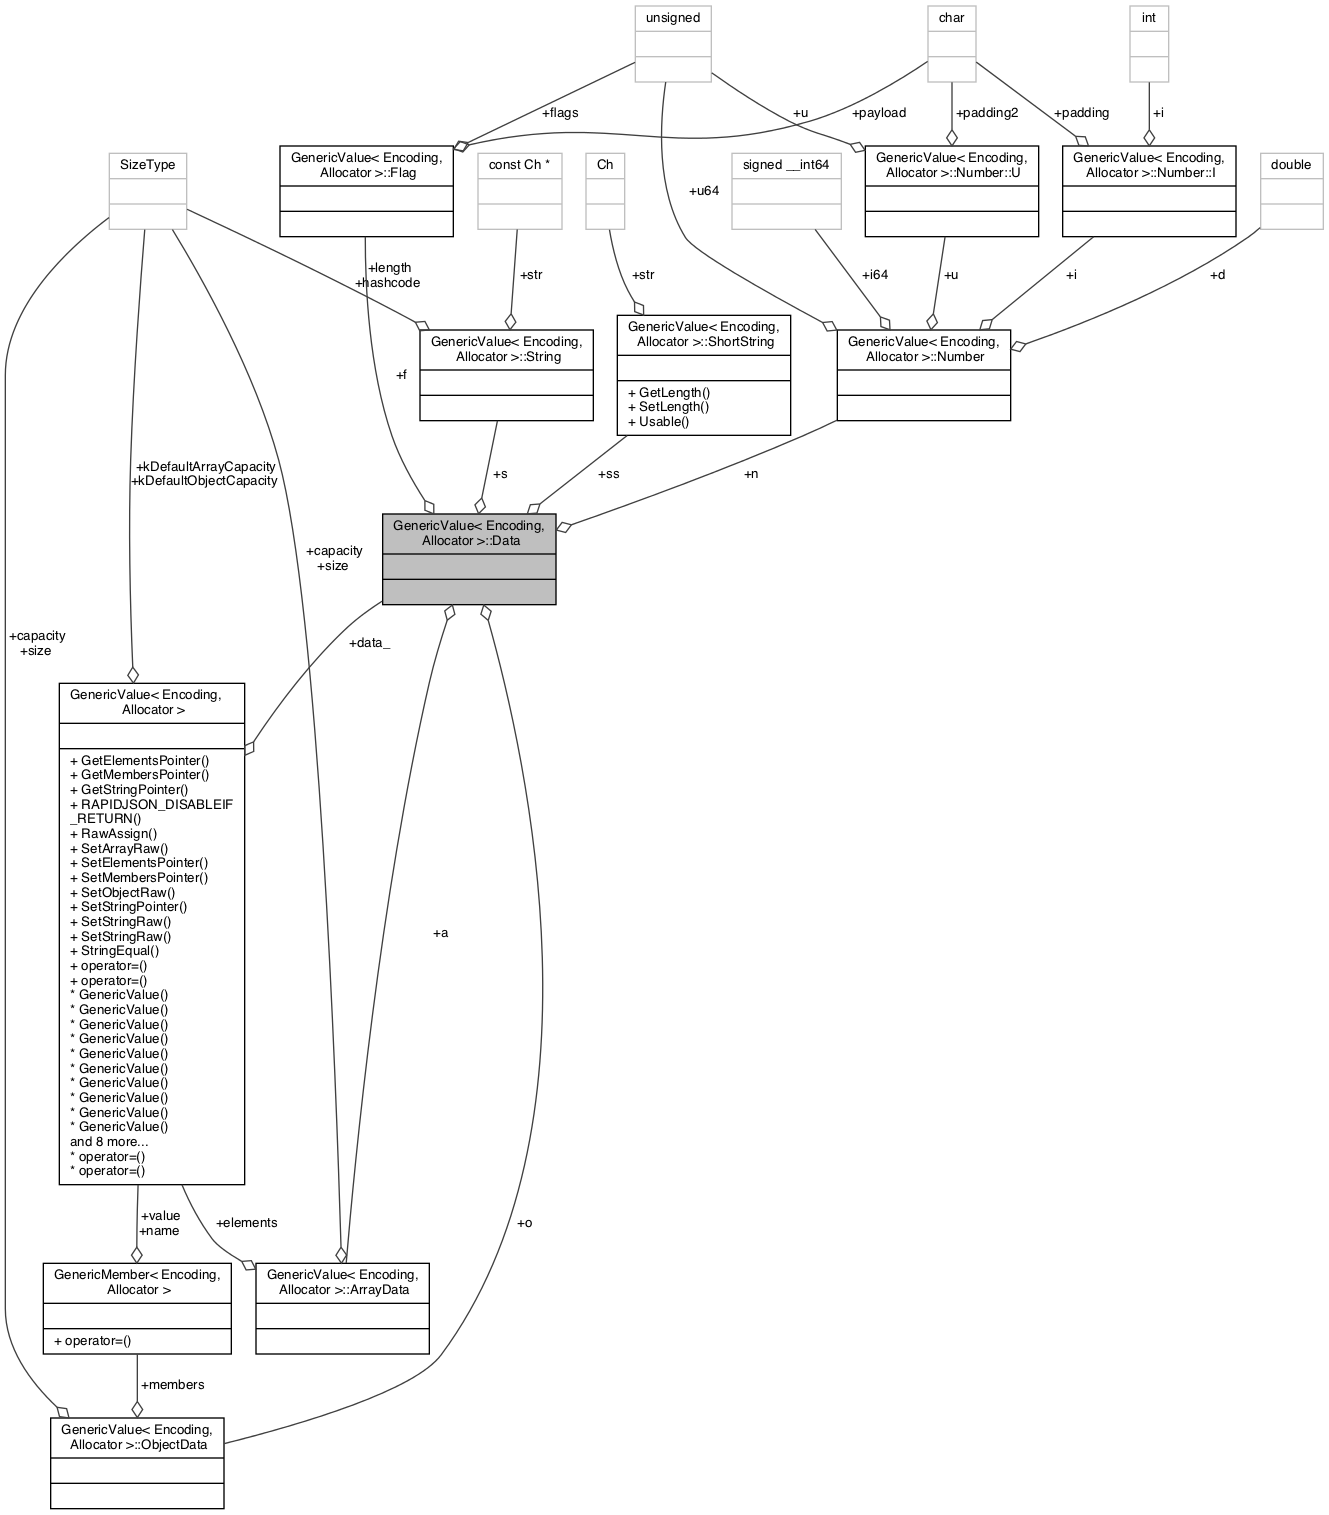 unsigned
char
int
+flags
+u
+payload
+padding2
+padding
+i
SizeType
GenericValue< Encoding,
Allocator >::Flag
const Ch *
Ch
signed __int64
GenericValue< Encoding,
Allocator >::Number::U
GenericValue< Encoding,
Allocator >::Number::I
double
+u64
+length
+hashcode
+str
+str
+i64
+u
+i
+d
GenericValue< Encoding,
Allocator >::String
GenericValue< Encoding,
Allocator >::ShortString
+ GetLength()
+ SetLength()
+ Usable()
GenericValue< Encoding,
Allocator >::Number
+f
+s
+ss
+n
+kDefaultArrayCapacity
+kDefaultObjectCapacity
GenericValue< Encoding,
Allocator >::Data
+capacity
+size
+capacity
+size
+data_
GenericValue< Encoding,
Allocator >
+ GetElementsPointer()
+ GetMembersPointer()
+ GetStringPointer()
+ RAPIDJSON_DISABLEIF
_RETURN()
+ RawAssign()
+ SetArrayRaw()
+ SetElementsPointer()
+ SetMembersPointer()
+ SetObjectRaw()
+ SetStringPointer()
+ SetStringRaw()
+ SetStringRaw()
+ StringEqual()
+ operator=()
+ operator=()
* GenericValue()
* GenericValue()
* GenericValue()
* GenericValue()
* GenericValue()
* GenericValue()
* GenericValue()
* GenericValue()
* GenericValue()
* GenericValue()
and 8 more...
* operator=()
* operator=()
+a
+value
+name
+elements
+o
GenericMember< Encoding,
Allocator >
+ operator=()
GenericValue< Encoding,
Allocator >::ArrayData
+members
GenericValue< Encoding,
Allocator >::ObjectData